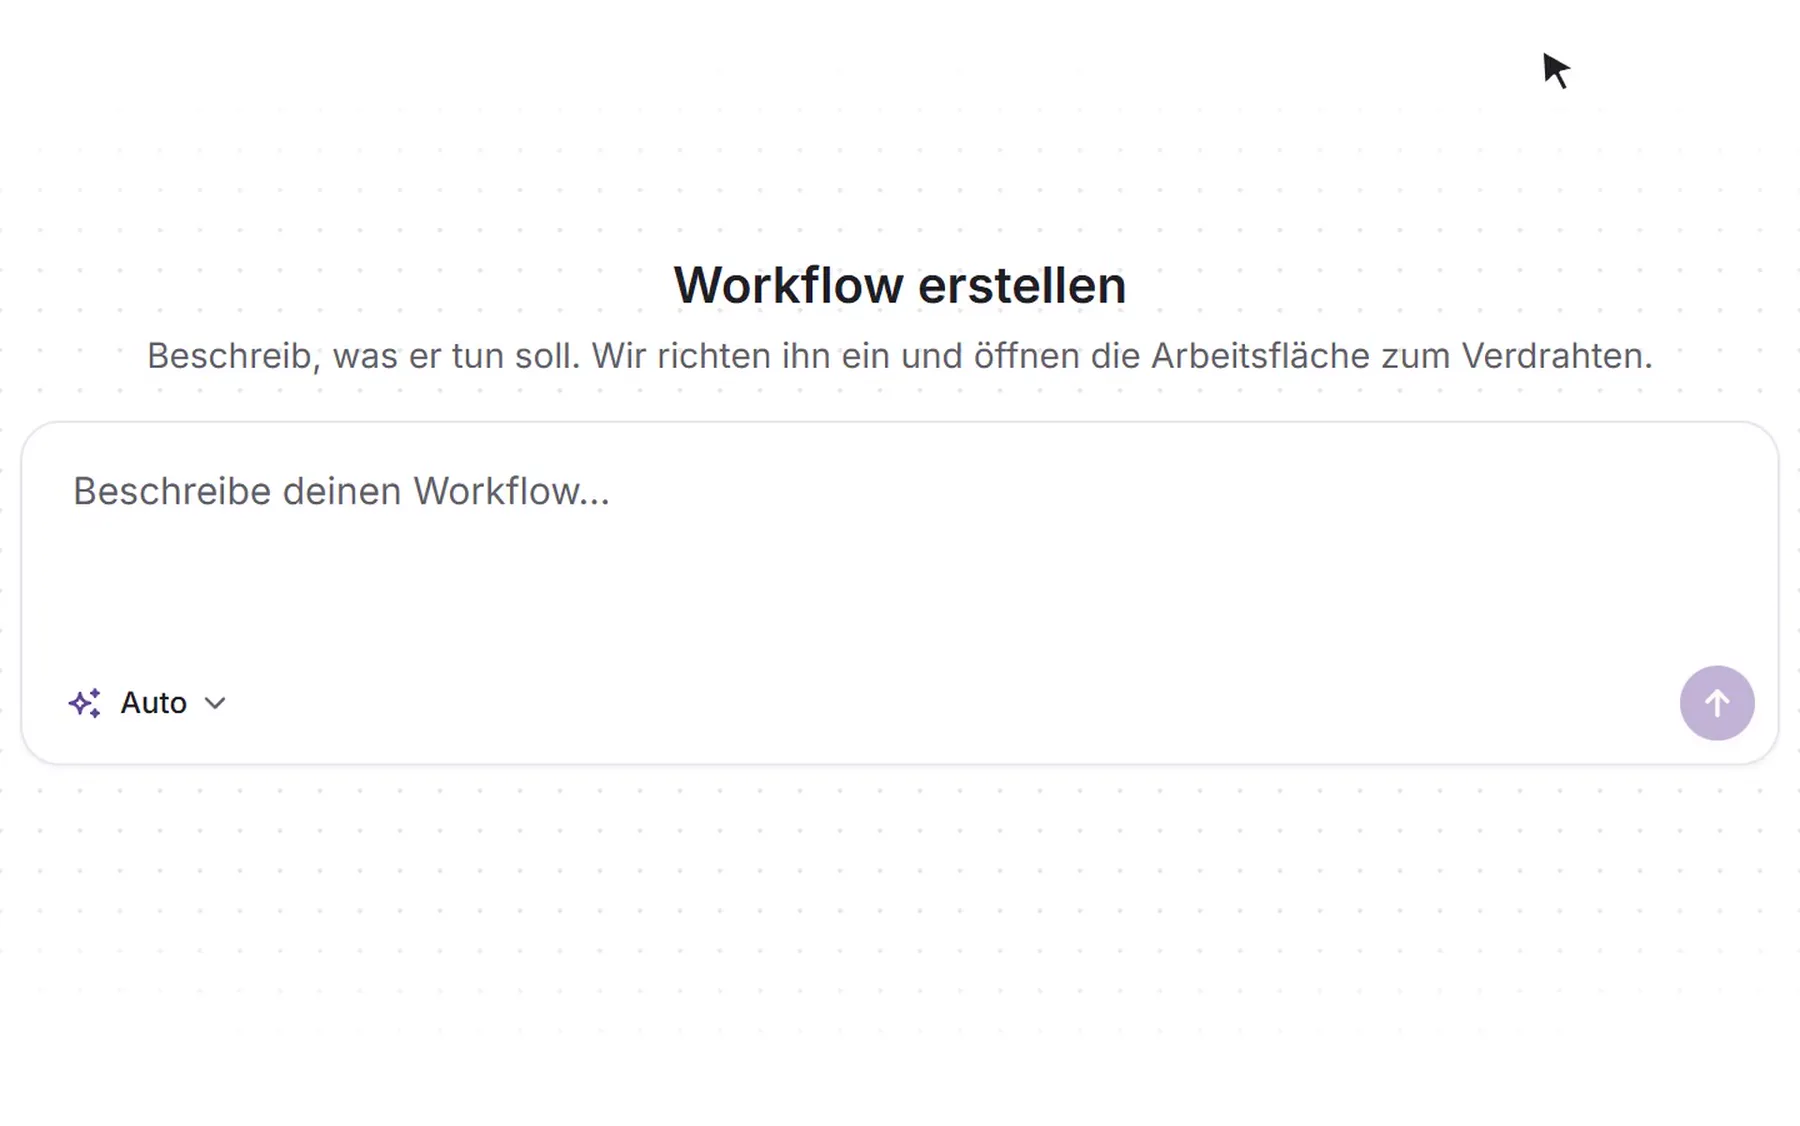 Workflow erstellen
Beschreib, was er tun soll. Wir richten ihn ein und öffnen die Arbeitsfläche zum Verdrahten.
Beschreibe deinen Workflow...
Auto